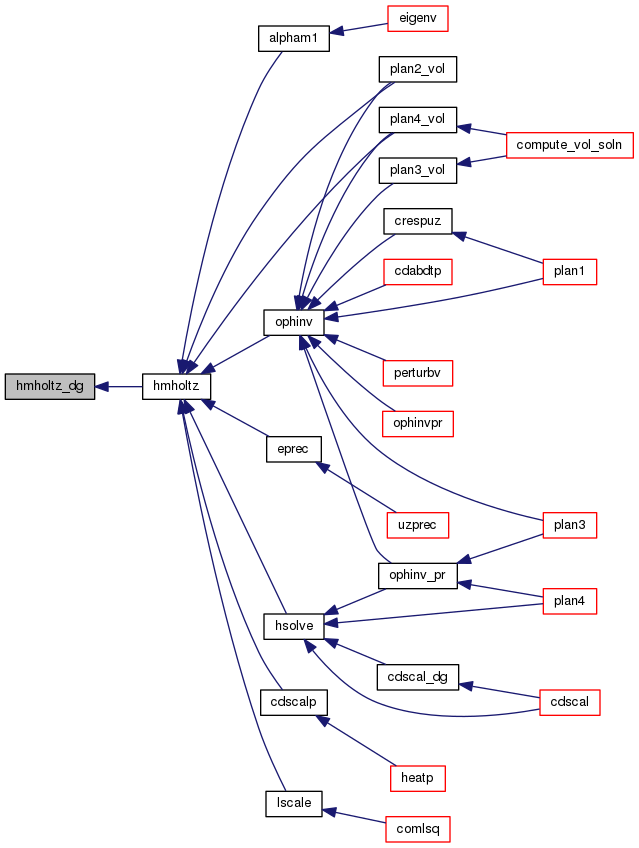 eigenv
alpham1
plan2_vol
plan4_vol
compute_vol_soln
plan3_vol
crespuz
cdabdtp
plan1
ophinv
perturbv
hmholtz_dg
hmholtz
ophinvpr
eprec
uzprec
plan3
ophinv_pr
plan4
hsolve
cdscal_dg
cdscalp
cdscal
heatp
lscale
comlsq